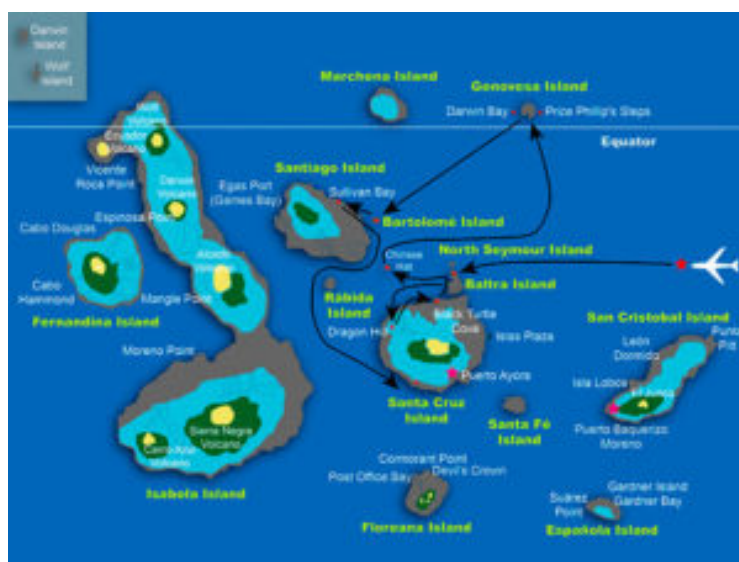 Darwin
Island
Wolf
Island
Marchena Island
Genovesa Island
Darwin Bay
Price Phillip's Steps
Equator
Wolf
Volcano
Ecuador
Volcano
Vicente
Roca Point
Santiago Island
Egas Port
(Games Bay)
Sullivan Bay
Darwin
Volcano
Espinosa Point
Bartolomé Island
Cabo Douglas
North Seymour Island
Chinese
Hat
Baltra Island
Alcedo
Volcano
Cabo
Hammond
Mangle Point
Rábida
Island
Black Turtle
Cove
Dragon Hill
Islas Plaza
San Cristobal Island
Punta
Pitt
León
Dormido
Fernandina Island
Moreno Point
Isla Lobos
El Junco
Puerto Ayora
Santa Cruz
Island
Santa Fé
Island
Puerto Baquerizo
Moreno
Sierra Negra
Volcano
Cerro Azul
Volcano
Isabela Island
Cormorant Point
Devil's Crown
Post Office Bay
Floreana Island
Gardner Island
Gardner Bay
Suárez
Point
Española Island